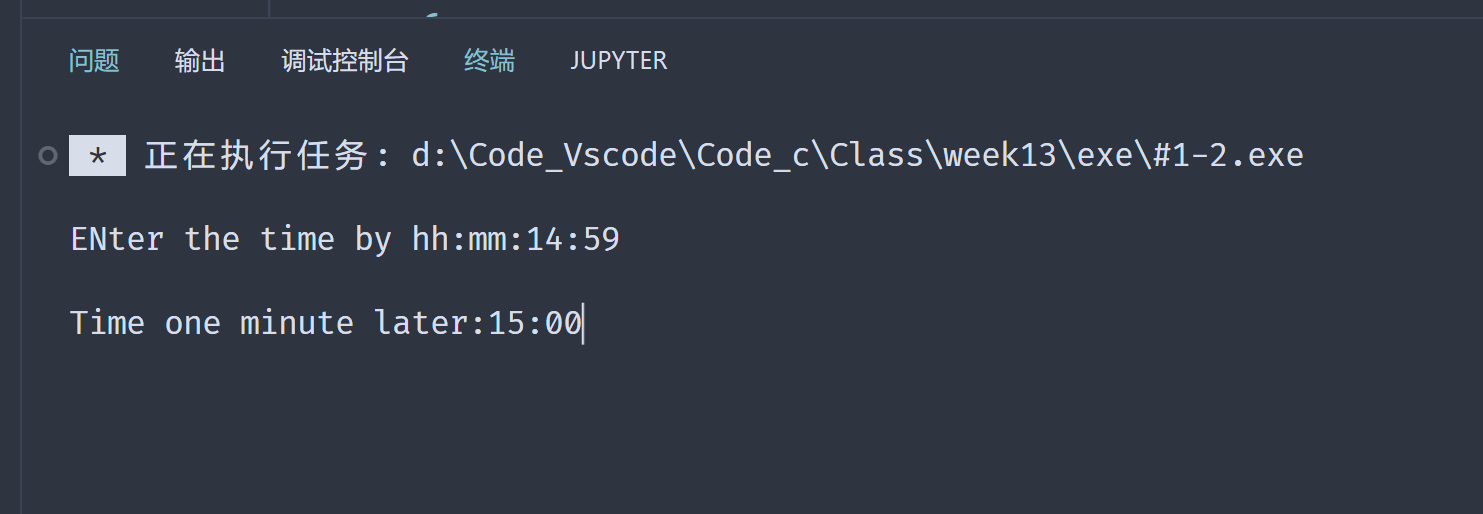 问题 输出 调试控制台 终端 JUPYTER
* 正在执行任务: d:\Code_Vscode\Code_c\Class\week13\exe\#1-2.exe
ENter the time by hh:mm:14:59
Time one minute later:15:00